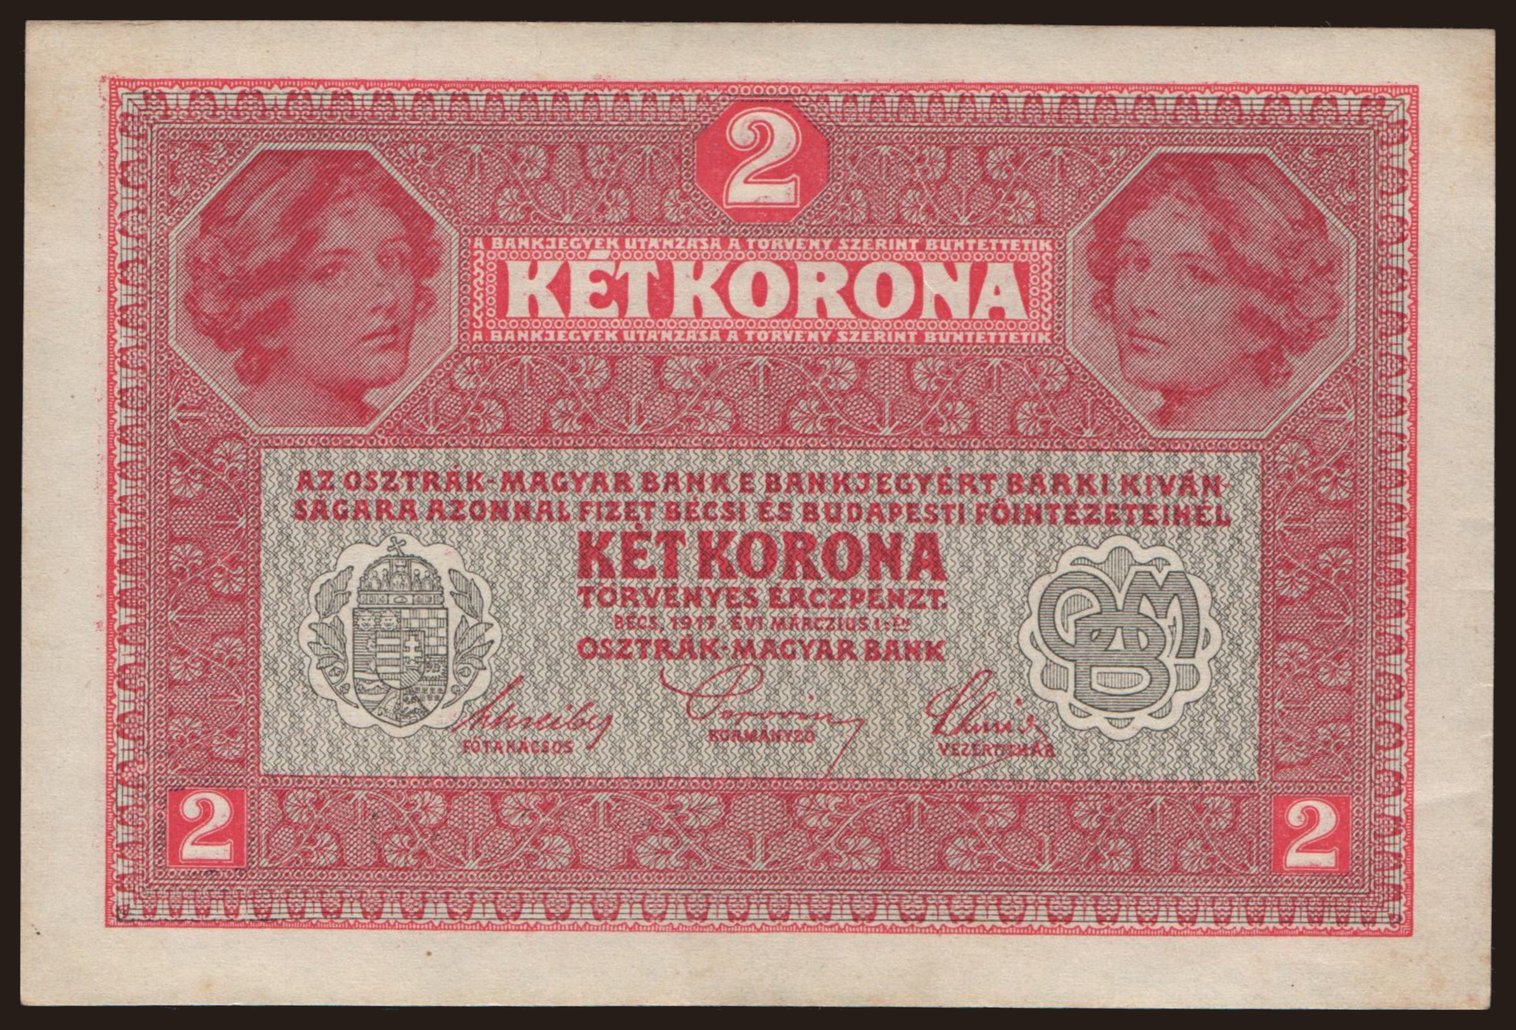 2
A BANKJEGYEK UTÁNZÁSA A TÖRVÉNY SZERINT BÜNTETTETIK
KÉT KORONA
A BANKJEGYEK UTÁNZÁSA A TÖRVÉNY SZERINT BÜNTETTETIK
AZ OSZTRÁK-MAGYAR BANK E BANKJEGYÉRT BÁRKI KIVÁN-
SÁGÁRA AZONNAL FIZET BÉCSI ÉS BUDAPESTI FŐINTÉZETEINÉL
KÉT KORONA
TÖRVÉNYES ÉRCZPÉNZT.
BÉCS, 1917. ÉVI MÁRCZIUS 1-ÉN
OSZTRÁK-MAGYAR BANK
FŐTANÁCSOS
KORMÁNYZÓ
VEZÉRTITKÁR
2
2